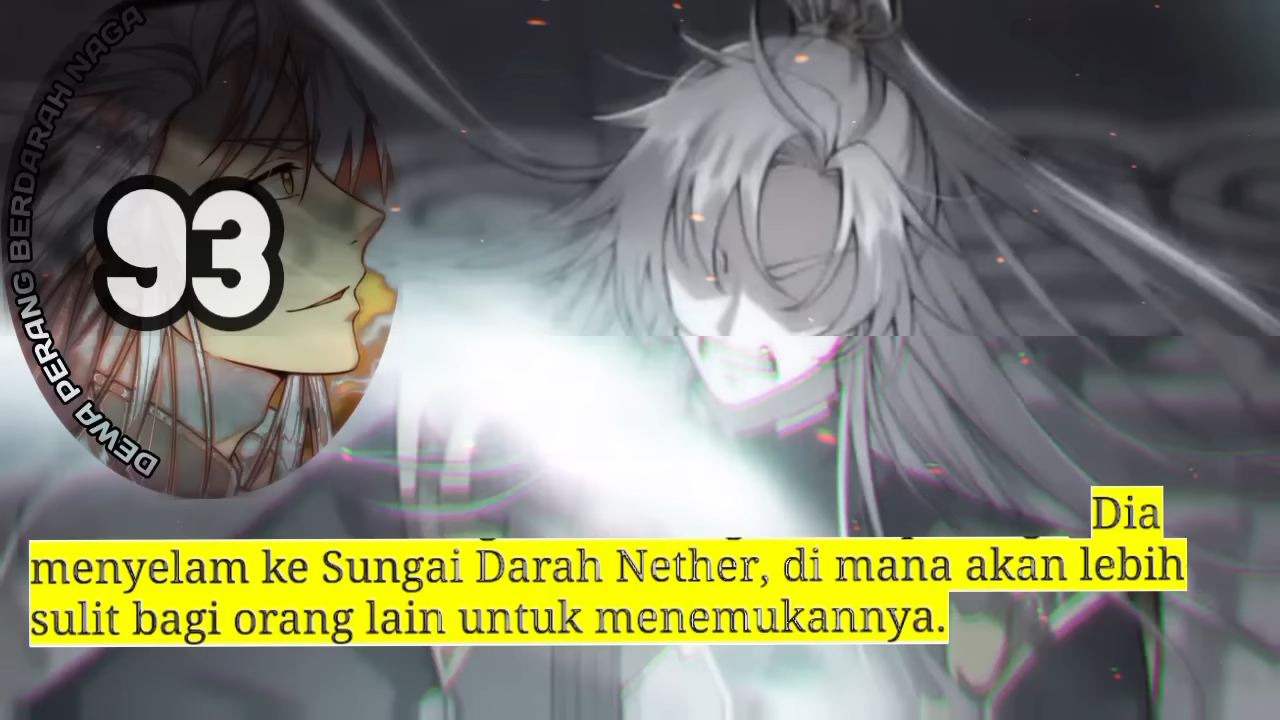 DEWA PERANG BERDARAH NAGA
93
Dia
menyelam ke Sungai Darah Nether, di mana akan lebih
sulit bagi orang lain untuk menemukannya.